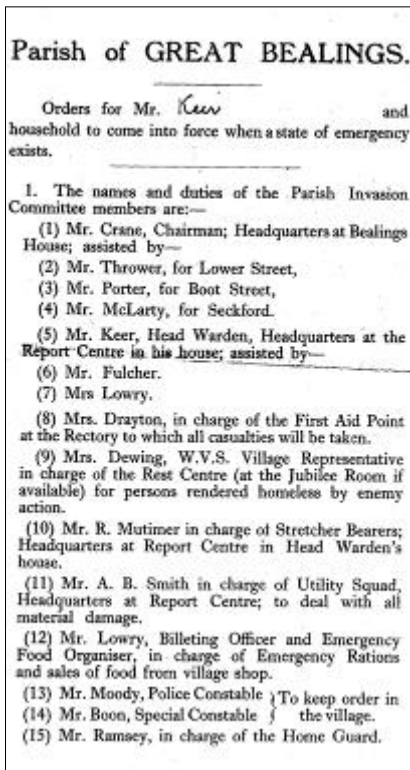 Parish of GREAT BEALINGS.
Orders for Mr. Keer and
household to come into force when a state of emergency
exists.
1. The names and duties of the Parish Invasion
Committee members are:—
(1) Mr. Crane, Chairman; Headquarters at Bealings
House; assisted by—
(2) Mr. Thrower, for Lower Street,
(3) Mr. Porter, for Boot Street,
(4) Mr. McLarty, for Seckford.
(5) Mr. Keer, Head Warden, Headquarters at the
Report Centre in his house; assisted by—
(6) Mr. Fulcher.
(7) Mrs Lowry.
(8) Mrs. Drayton, in charge of the First Aid Point
at the Rectory to which all casualties will be taken.
(9) Mrs. Dewing, W.V.S. Village Representative
in charge of the Rest Centre (at the Jubilee Room if
available) for persons rendered homeless by enemy
action.
(10) Mr. R. Mutimer in charge of Stretcher Bearers;
Headquarters at Report Centre in Head Warden's
house.
(11) Mr. A. B. Smith in charge of Utility Squad,
Headquarters at Report Centre; to deal with all
material damage.
(12) Mr. Lowry, Billeting Officer and Emergency
Food Organiser, in charge of Emergency Rations
and sales of food from village shop.
(13) Mr. Moody, Police Constable } To keep order in
(14) Mr. Boon, Special Constable } the village.
(15) Mr. Ramsey, in charge of the Home Guard.